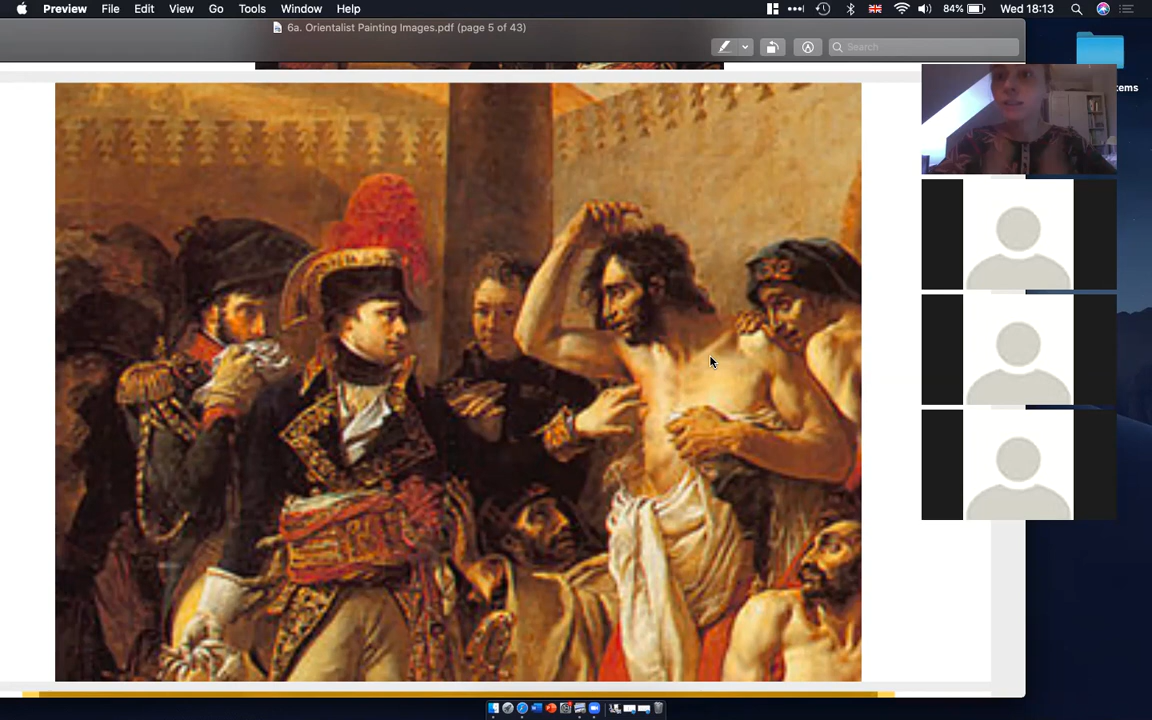 Preview File Edit View Go Tools Window Help 84% Wed 18:13
6a. Orientalist Painting Images.pdf (page 5 of 43)
Search
tems
32